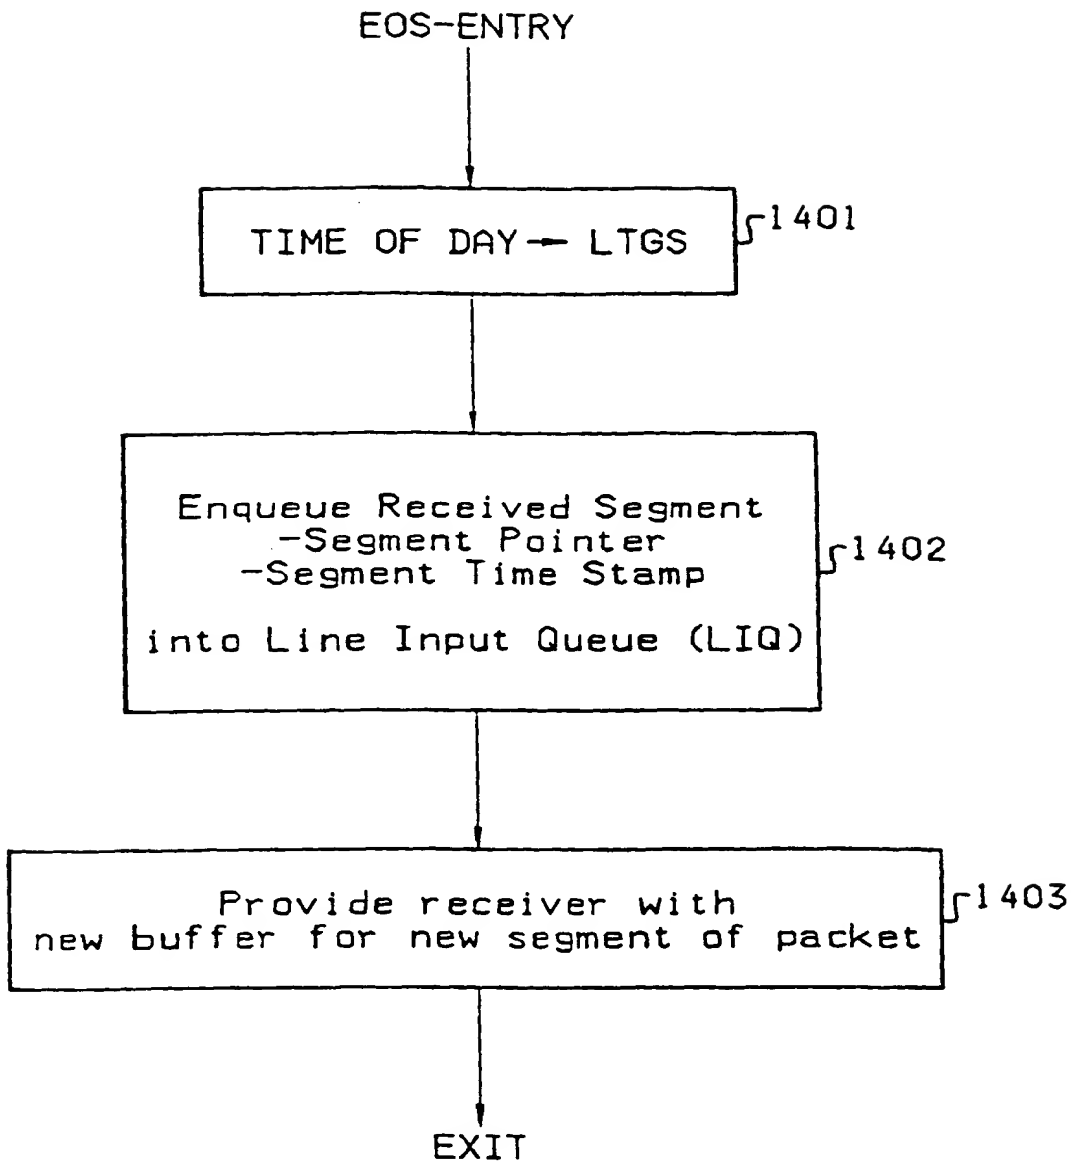 EOS-ENTRY
TIME OF DAY → LTGS
1401
Enqueue Received Segment
-Segment Pointer
-Segment Time Stamp
into Line Input Queue (LIQ)
1402
Provide receiver with
new buffer for new segment of packet
1403
EXIT